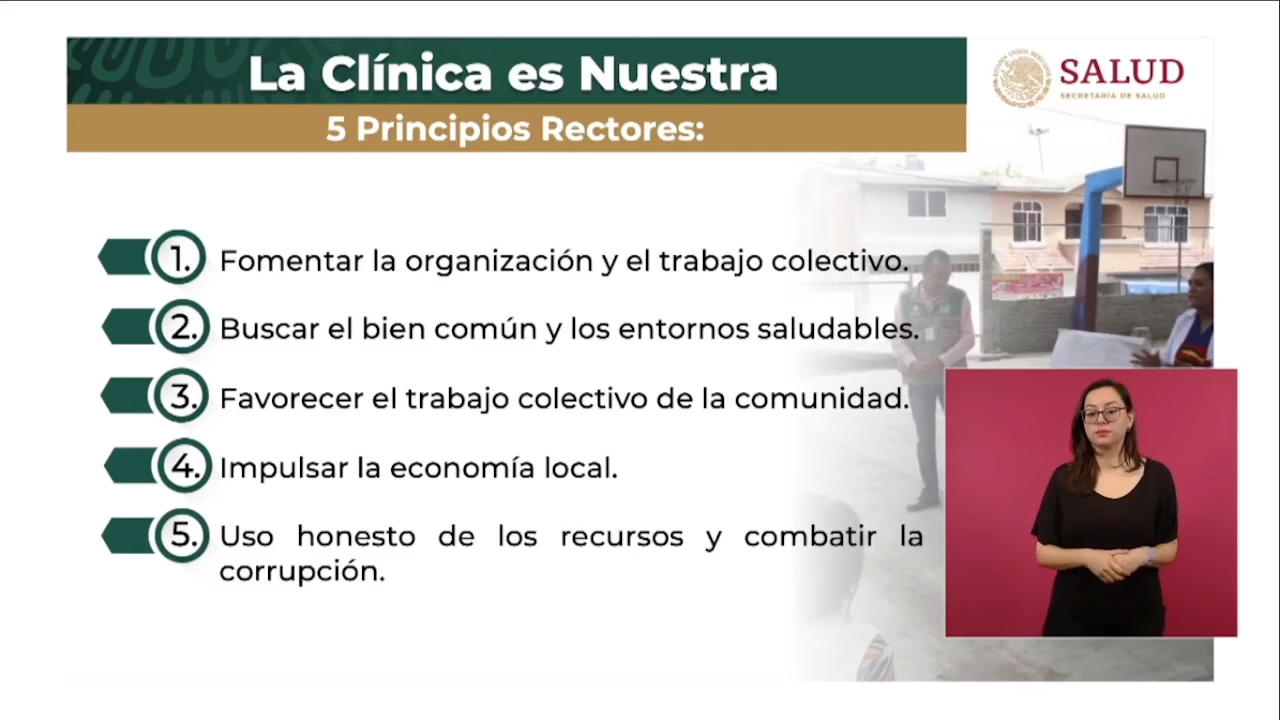 La Clínica es Nuestra
5 Principios Rectores:
SALUD
SECRETARÍA DE SALUD
1. Fomentar la organización y el trabajo colectivo.
2. Buscar el bien común y los entornos saludables.
3. Favorecer el trabajo colectivo de la comunidad.
4. Impulsar la economía local.
5. Uso honesto de los recursos y combatir la
corrupción.